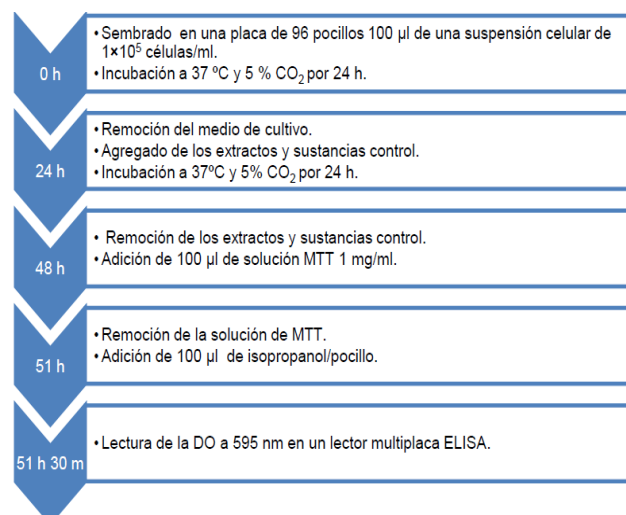 0 h
• Sembrado en una placa de 96 pocillos 100 µl de una suspensión celular de
1×10⁵ células/ml.
• Incubación a 37 ºC y 5 % CO₂ por 24 h.
24 h
• Remoción del medio de cultivo.
• Agregado de los extractos y sustancias control.
• Incubación a 37ºC y 5% CO₂ por 24 h.
48 h
• Remoción de los extractos y sustancias control.
• Adición de 100 µl de solución MTT 1 mg/ml.
51 h
• Remoción de la solución de MTT.
• Adición de 100 µl de isopropanol/pocillo.
51 h 30 m
• Lectura de la DO a 595 nm en un lector multiplaca ELISA.